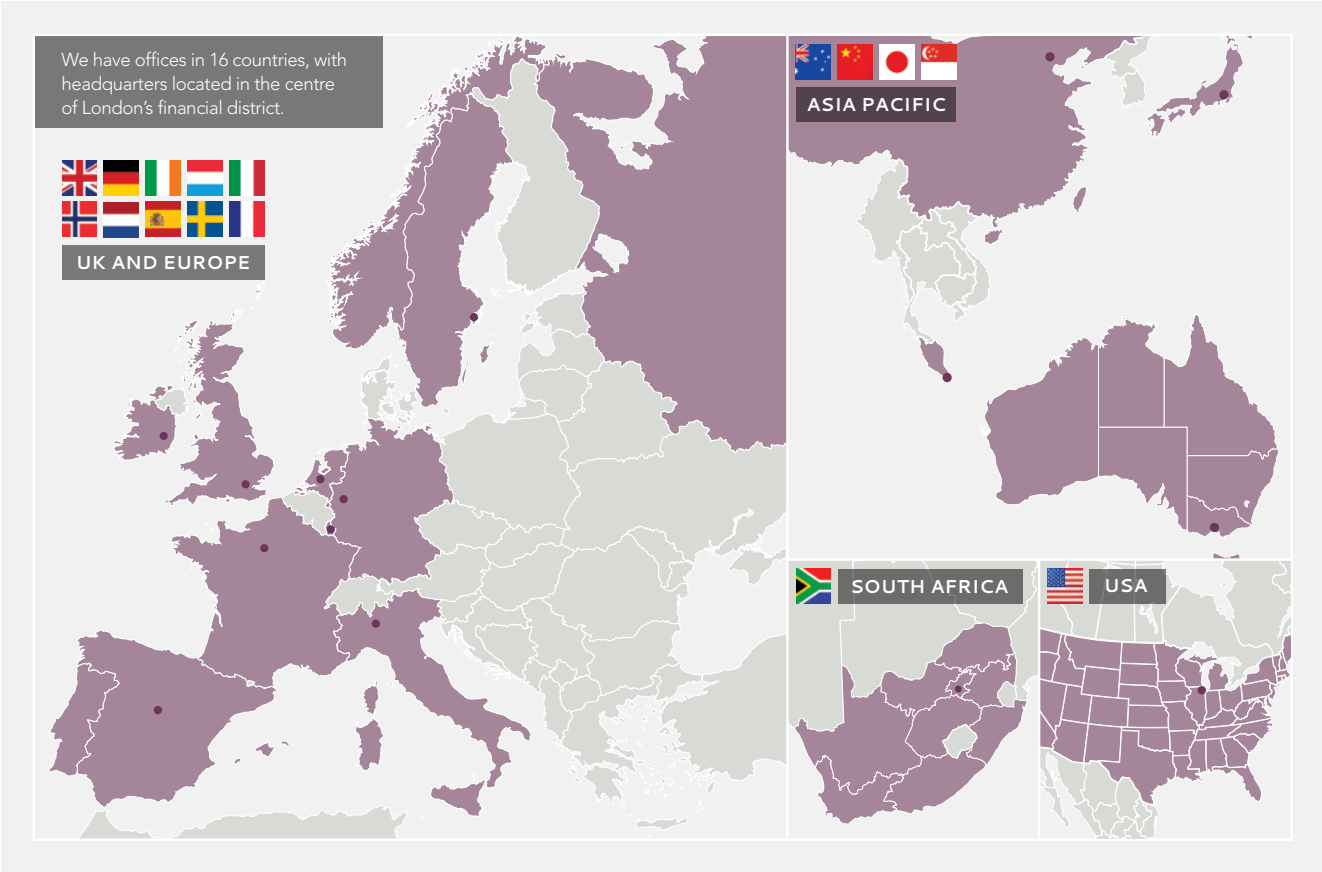 We have offices in 16 countries, with
headquarters located in the centre
of London's financial district.
UK AND EUROPE
ASIA PACIFIC
SOUTH AFRICA
USA